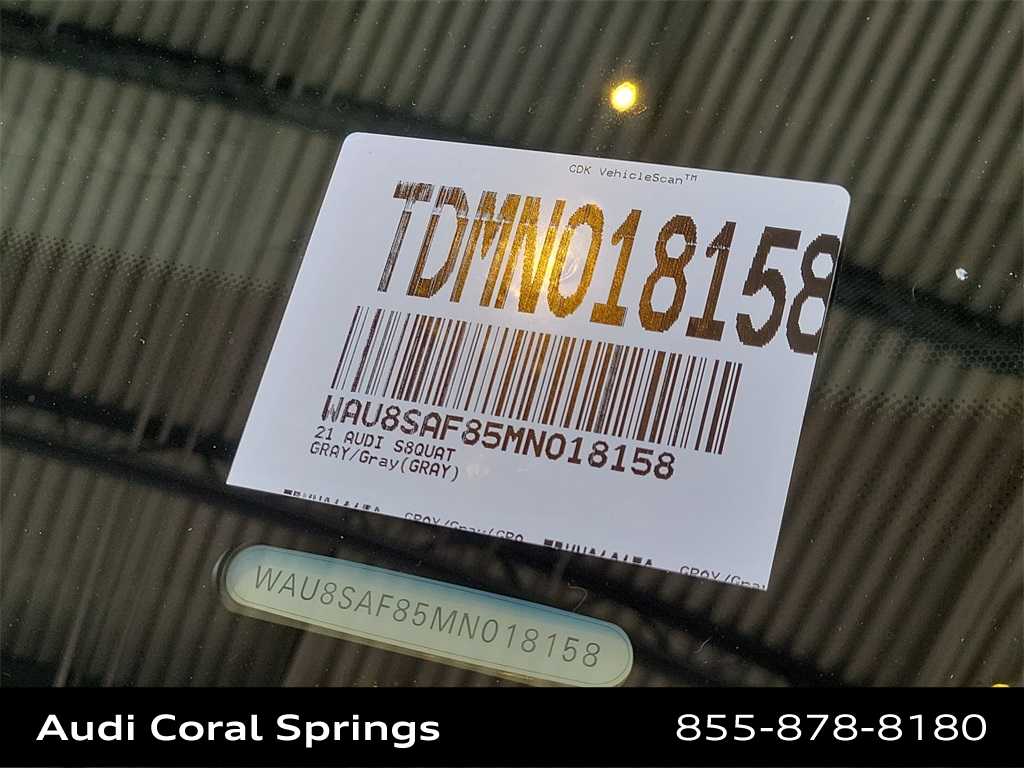 CDK VehicleScan™
TDMN018158
WAU8SAF85MN018158
21 AUDI S8QUAT
GRAY/Gray(GRAY)
WAU8SAF85MN018158
Audi Coral Springs
855-878-8180